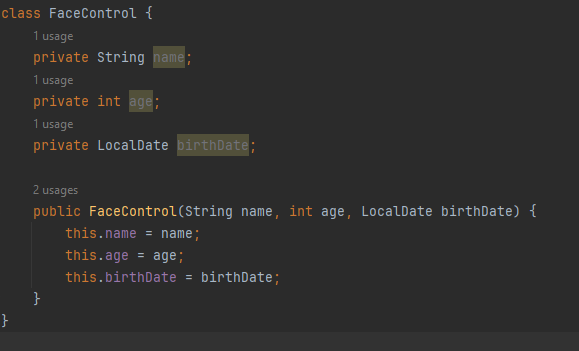 class FaceControl {
1 usage
private String name;
1 usage
private int age;
1 usage
private LocalDate birthDate;
2 usages
public FaceControl(String name, int age, LocalDate birthDate) {
this.name = name;
this.age = age;
this.birthDate = birthDate;
}
}